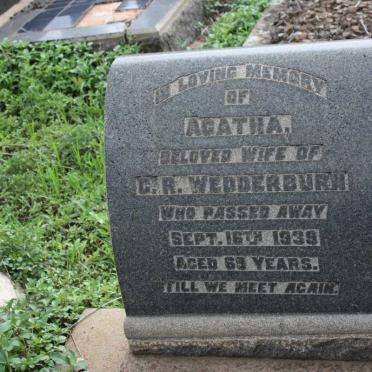 IN LOVING MEMORY
OF
AGATHA,
BELOVED WIFE OF
C.R. WEDDERBURN
WHO PASSED AWAY
SEPT. 16TH 1939
AGED 69 YEARS.
TILL WE MEET AGAIN.